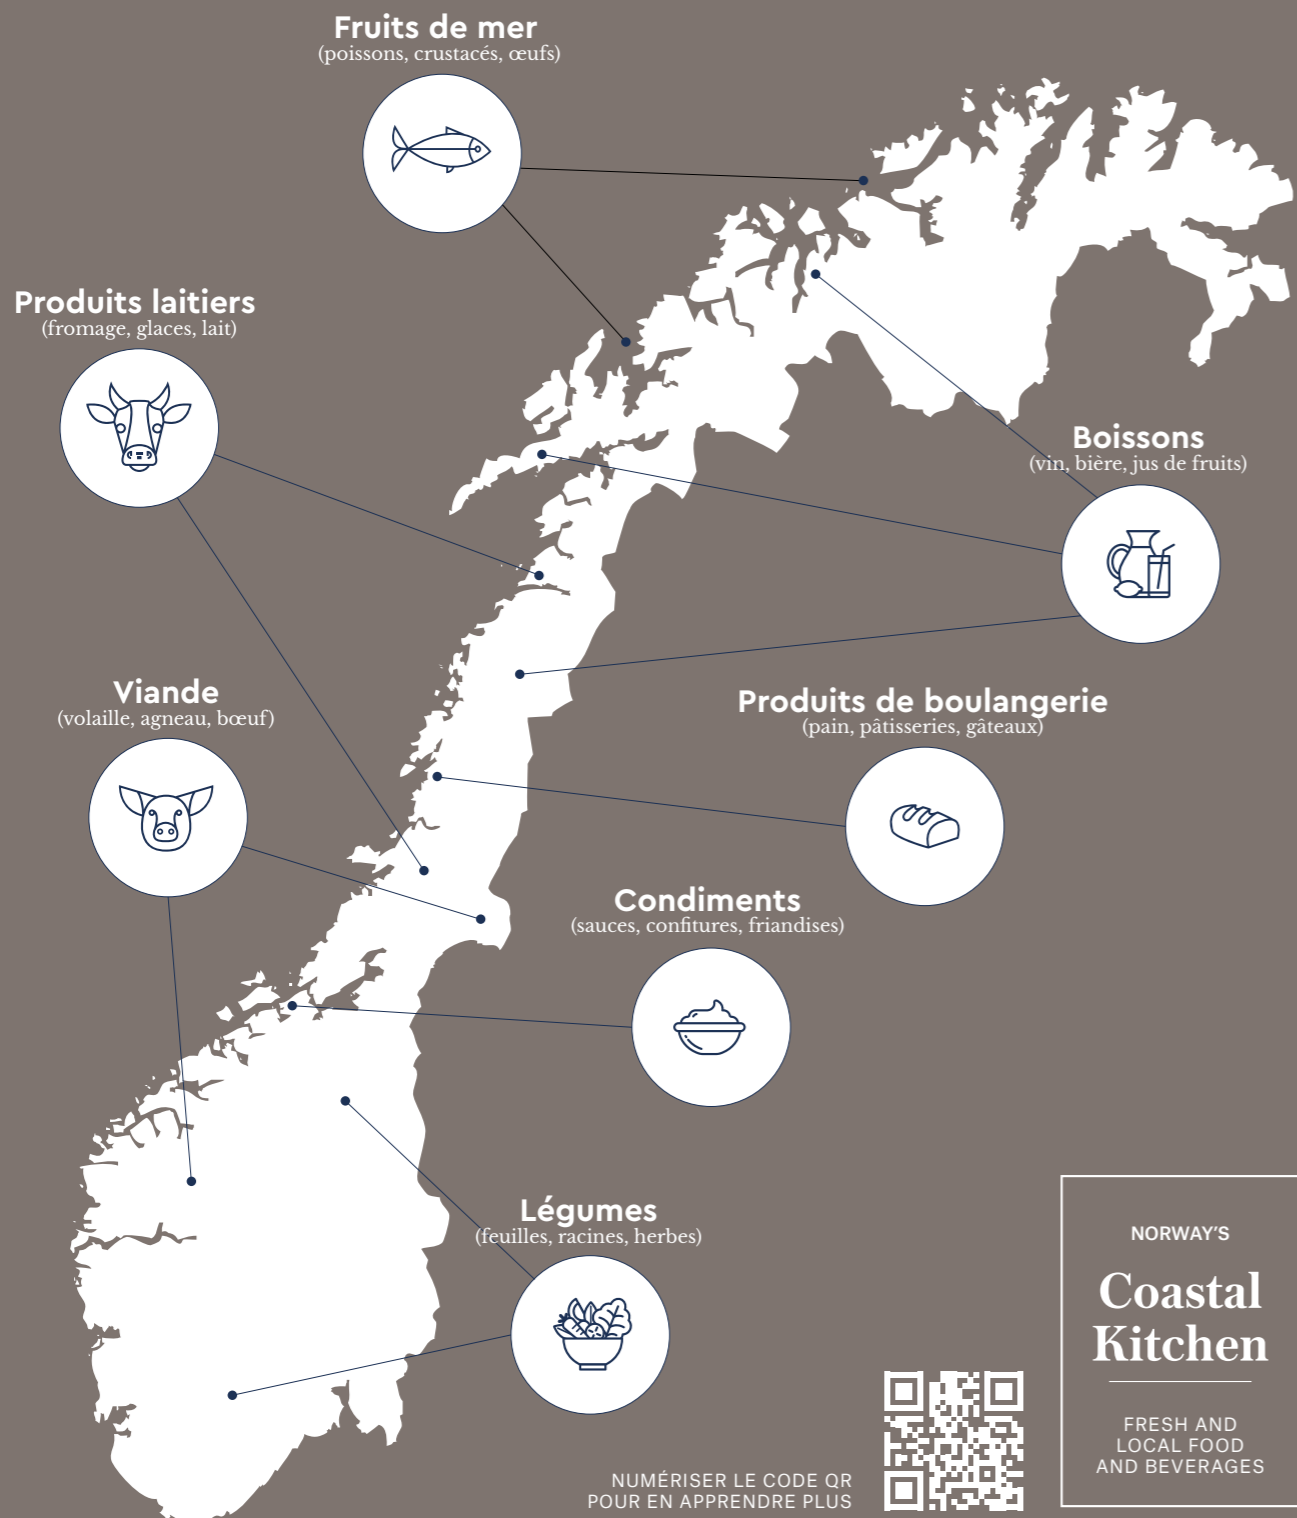 Fruits de mer
(poissons, crustacés, œufs)
Produits laitiers
(fromage, glaces, lait)
Boissons
(vin, bière, jus de fruits)
Viande
(volaille, agneau, bœuf)
Produits de boulangerie
(pain, pâtisseries, gâteaux)
Condiments
(sauces, confitures, friandises)
Légumes
(feuilles, racines, herbes)
NUMÉRISER LE CODE QR
POUR EN APPRENDRE PLUS
NORWAY'S
Coastal
Kitchen
FRESH AND
LOCAL FOOD
AND BEVERAGES